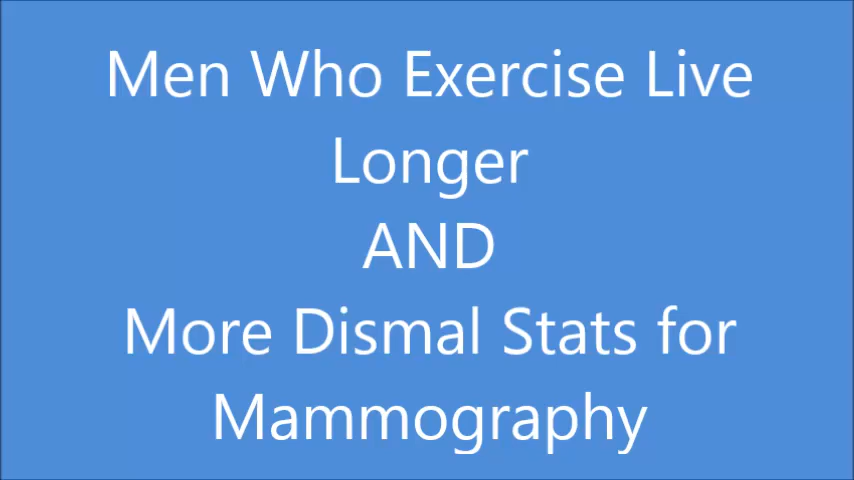 Men Who Exercise Live
Longer
AND
More Dismal Stats for
Mammography